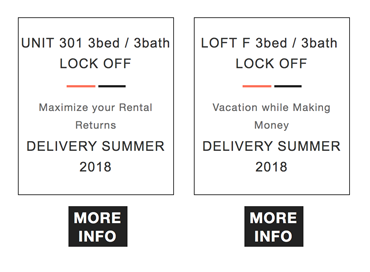 UNIT 301 3bed / 3bath
LOCK OFF
Maximize your Rental
Returns
DELIVERY SUMMER
2018
MORE
INFO
LOFT F 3bed / 3bath
LOCK OFF
Vacation while Making
Money
DELIVERY SUMMER
2018
MORE
INFO